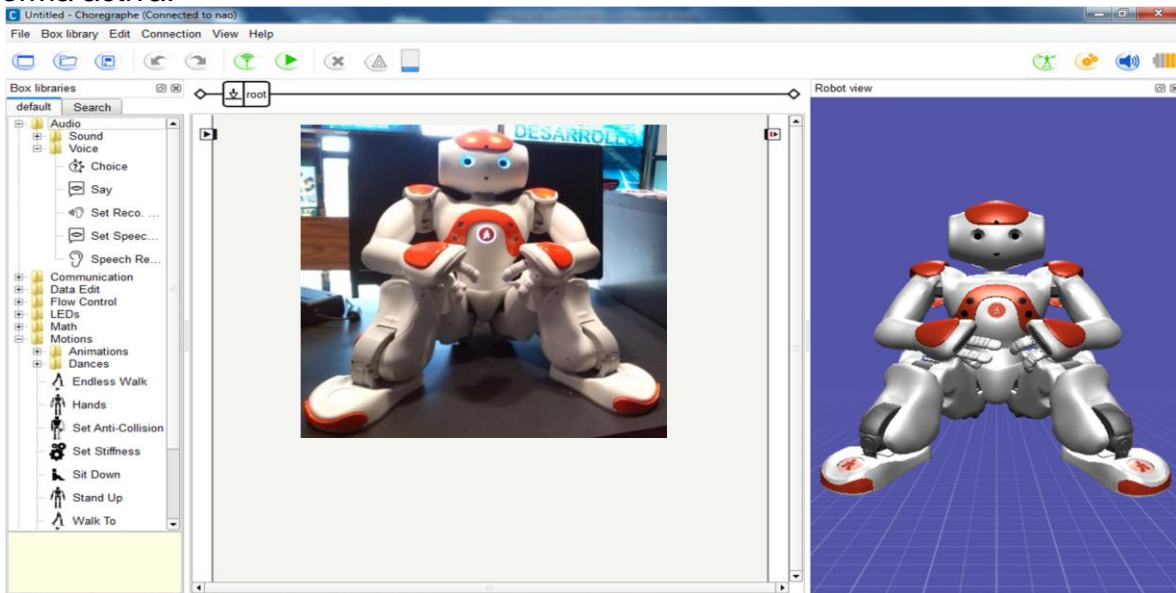 Untitled - Choregraphe (Connected to nao)
File Box library Edit Connection View Help
Box libraries
default Search
root
Robot view
Audio
Sound
Voice
Choice
Say
Set Reco. ...
Set Speec...
Speech Re...
Communication
Data Edit
Flow Control
LEDs
Math
Motions
Animations
Dances
Endless Walk
Hands
Set Anti-Collision
Set Stiffness
Sit Down
Stand Up
Walk To
DESARROLLO